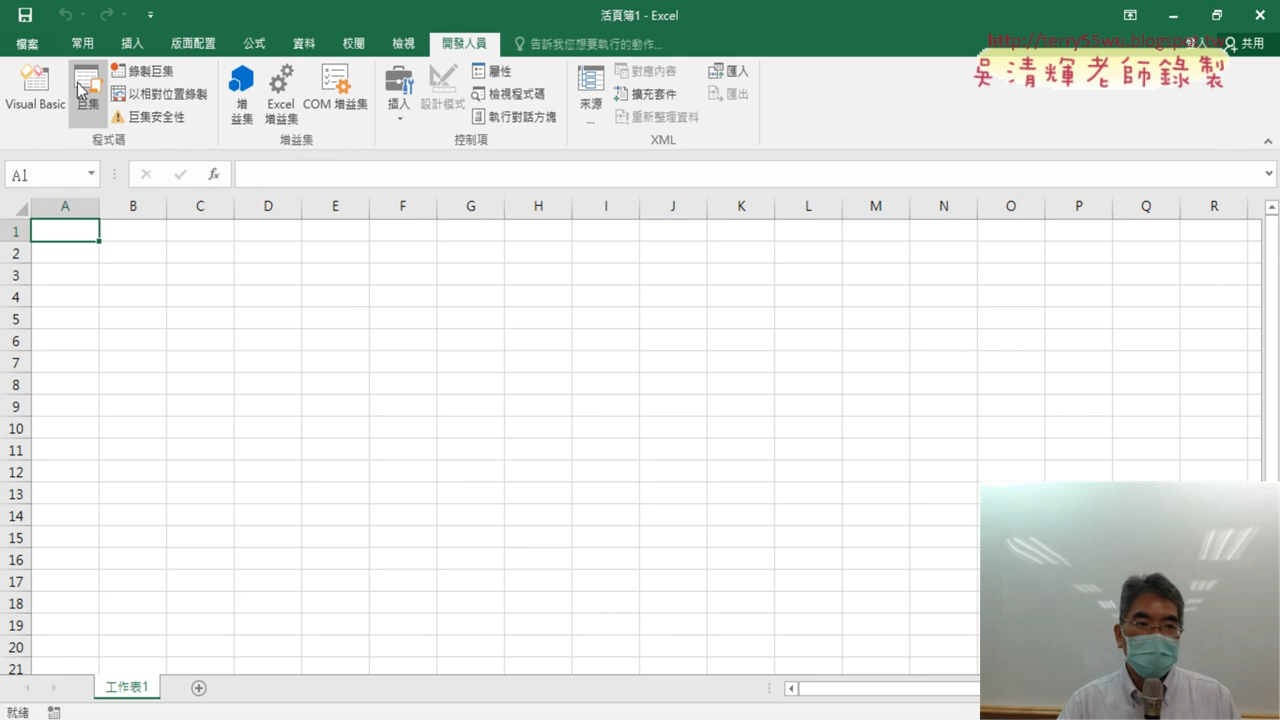 活頁簿1 - Excel
http://terry55wu.blogspot.tw
吳清輝老師錄製
檔案 常用 插入 版面配置 公式 資料 校閱 檢視 開發人員 告訴我您想要執行的動作... 共用
Visual Basic 巨集 錄製巨集 以相對位置錄製 巨集安全性
增益集 Excel 增益集 COM 增益集
插入 設計模式 屬性 檢視程式碼 執行對話方塊
來源... 對應內容 擴充套件 重新整理資料 匯入 匯出
程式碼 增益集 控制項 XML
A1 fx
A B C D E F G H I J K L M N O P Q R
1
2
3
4
5
6
7
8
9
10
11
12
13
14
15
16
17
18
19
20
21
工作表1
就緒